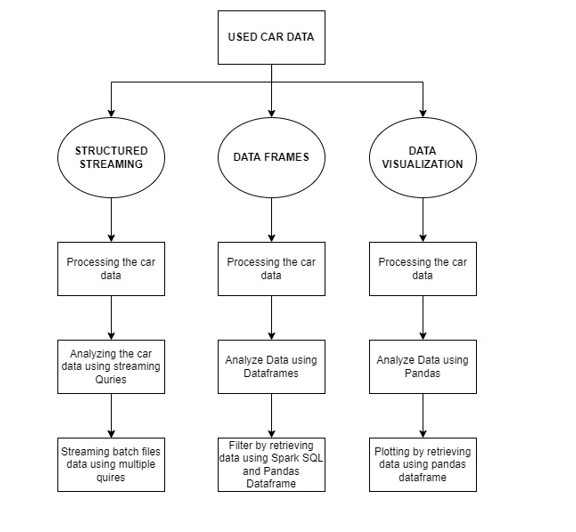 USED CAR DATA
STRUCTURED
STREAMING
DATA FRAMES
DATA
VISUALIZATION
Processing the car
data
Processing the car
data
Processing the car
data
Analyzing the car
data using streaming
Quries
Analyze Data using
Dataframes
Analyze Data using
Pandas
Streaming batch files
data using multiple
quires
Filter by retrieving
data using Spark SQL
and Pandas
Dataframe
Plotting by retrieving
data using pandas
dataframe